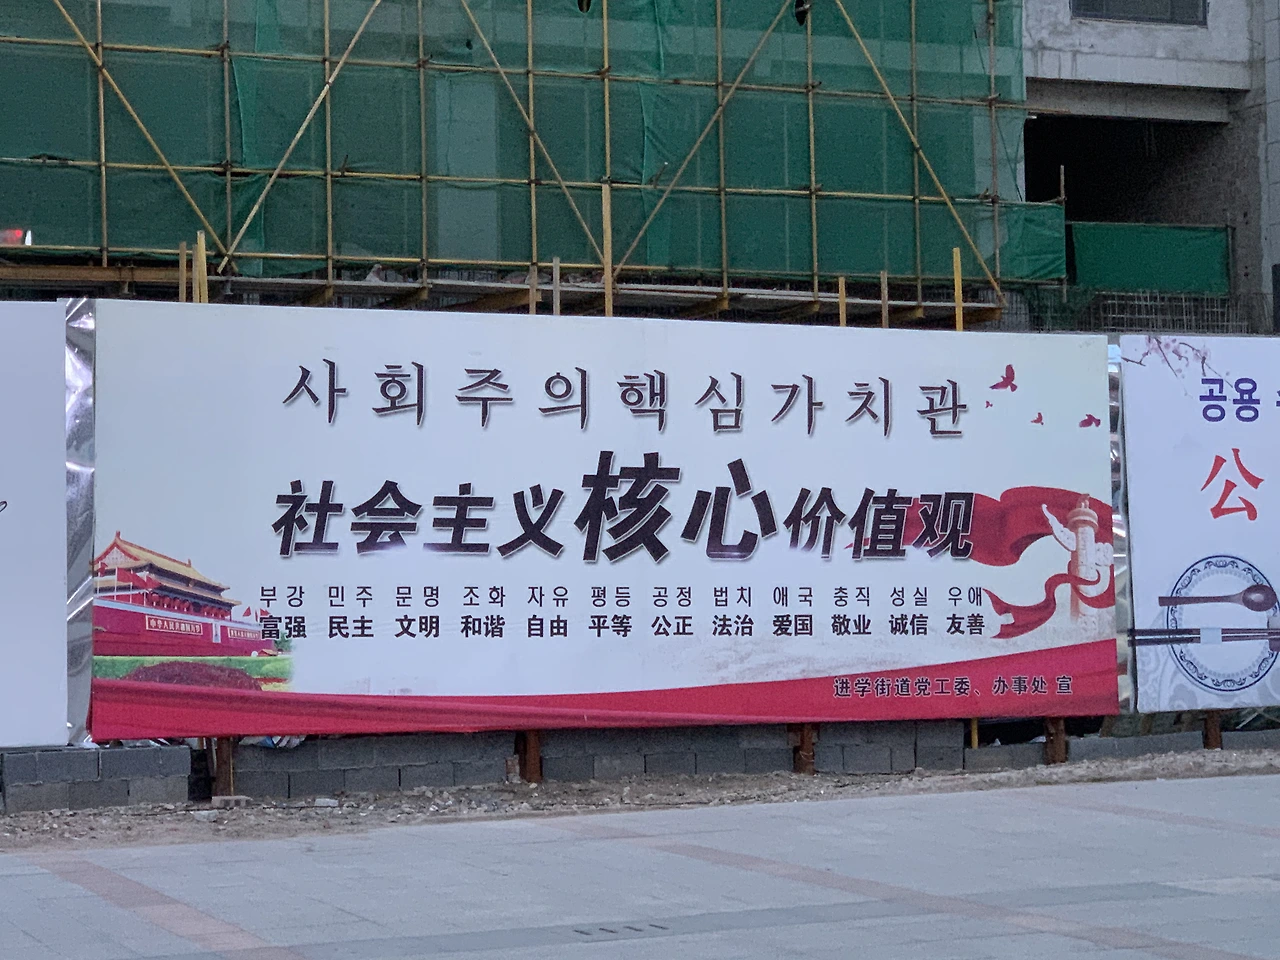 사회주의핵심가치관
社会主义核心价值观
부강 민주 문명 조화 자유 평등 공정 법치 애국 충직 성실 우애
富强 民主 文明 和谐 自由 平等 公正 法治 爱国 敬业 诚信 友善
进学街道党工委、办事处 宣
공용
公